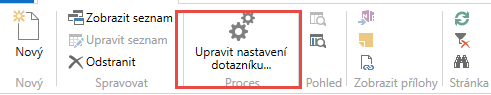 Nový
Nový
Zobrazit seznam
Upravit seznam
Odstranit
Spravovat
Upravit nastavení
dotazníku...
Proces
Pohled
Zobrazit přílohy
Stránka